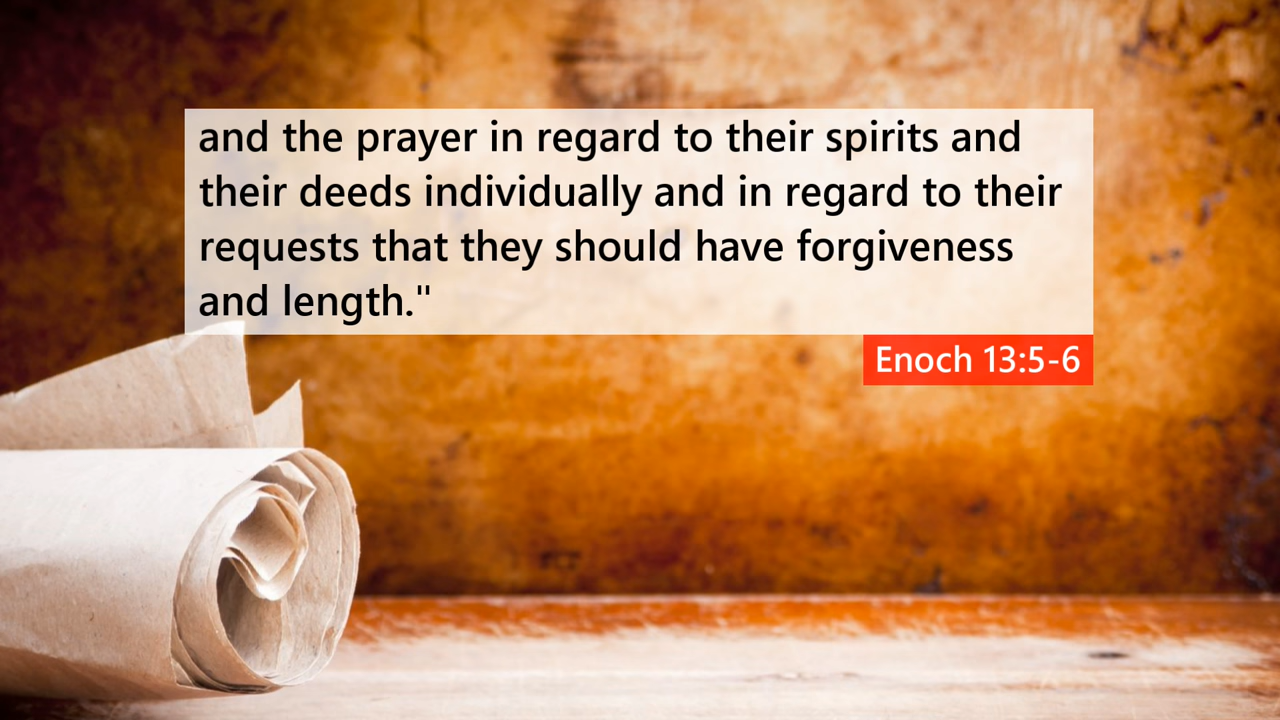 and the prayer in regard to their spirits and
their deeds individually and in regard to their
requests that they should have forgiveness
and length."
Enoch 13:5-6